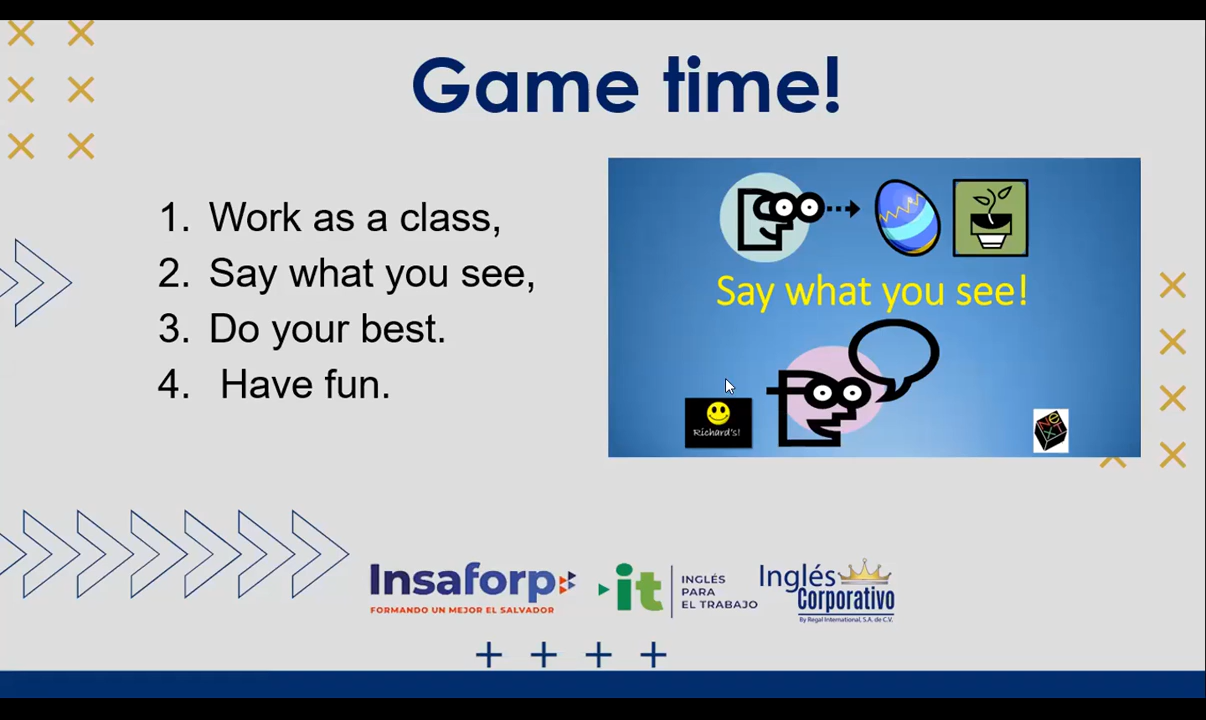 Game time!
1. Work as a class,
2. Say what you see,
3. Do your best.
4. Have fun.
Say what you see!
Richard's!
NeXT
Insaforp
FORMANDO UN MEJOR EL SALVADOR
it
INGLÉS
PARA
EL TRABAJO
Inglés
Corporativo
By Regal International, S.A. de C.V.